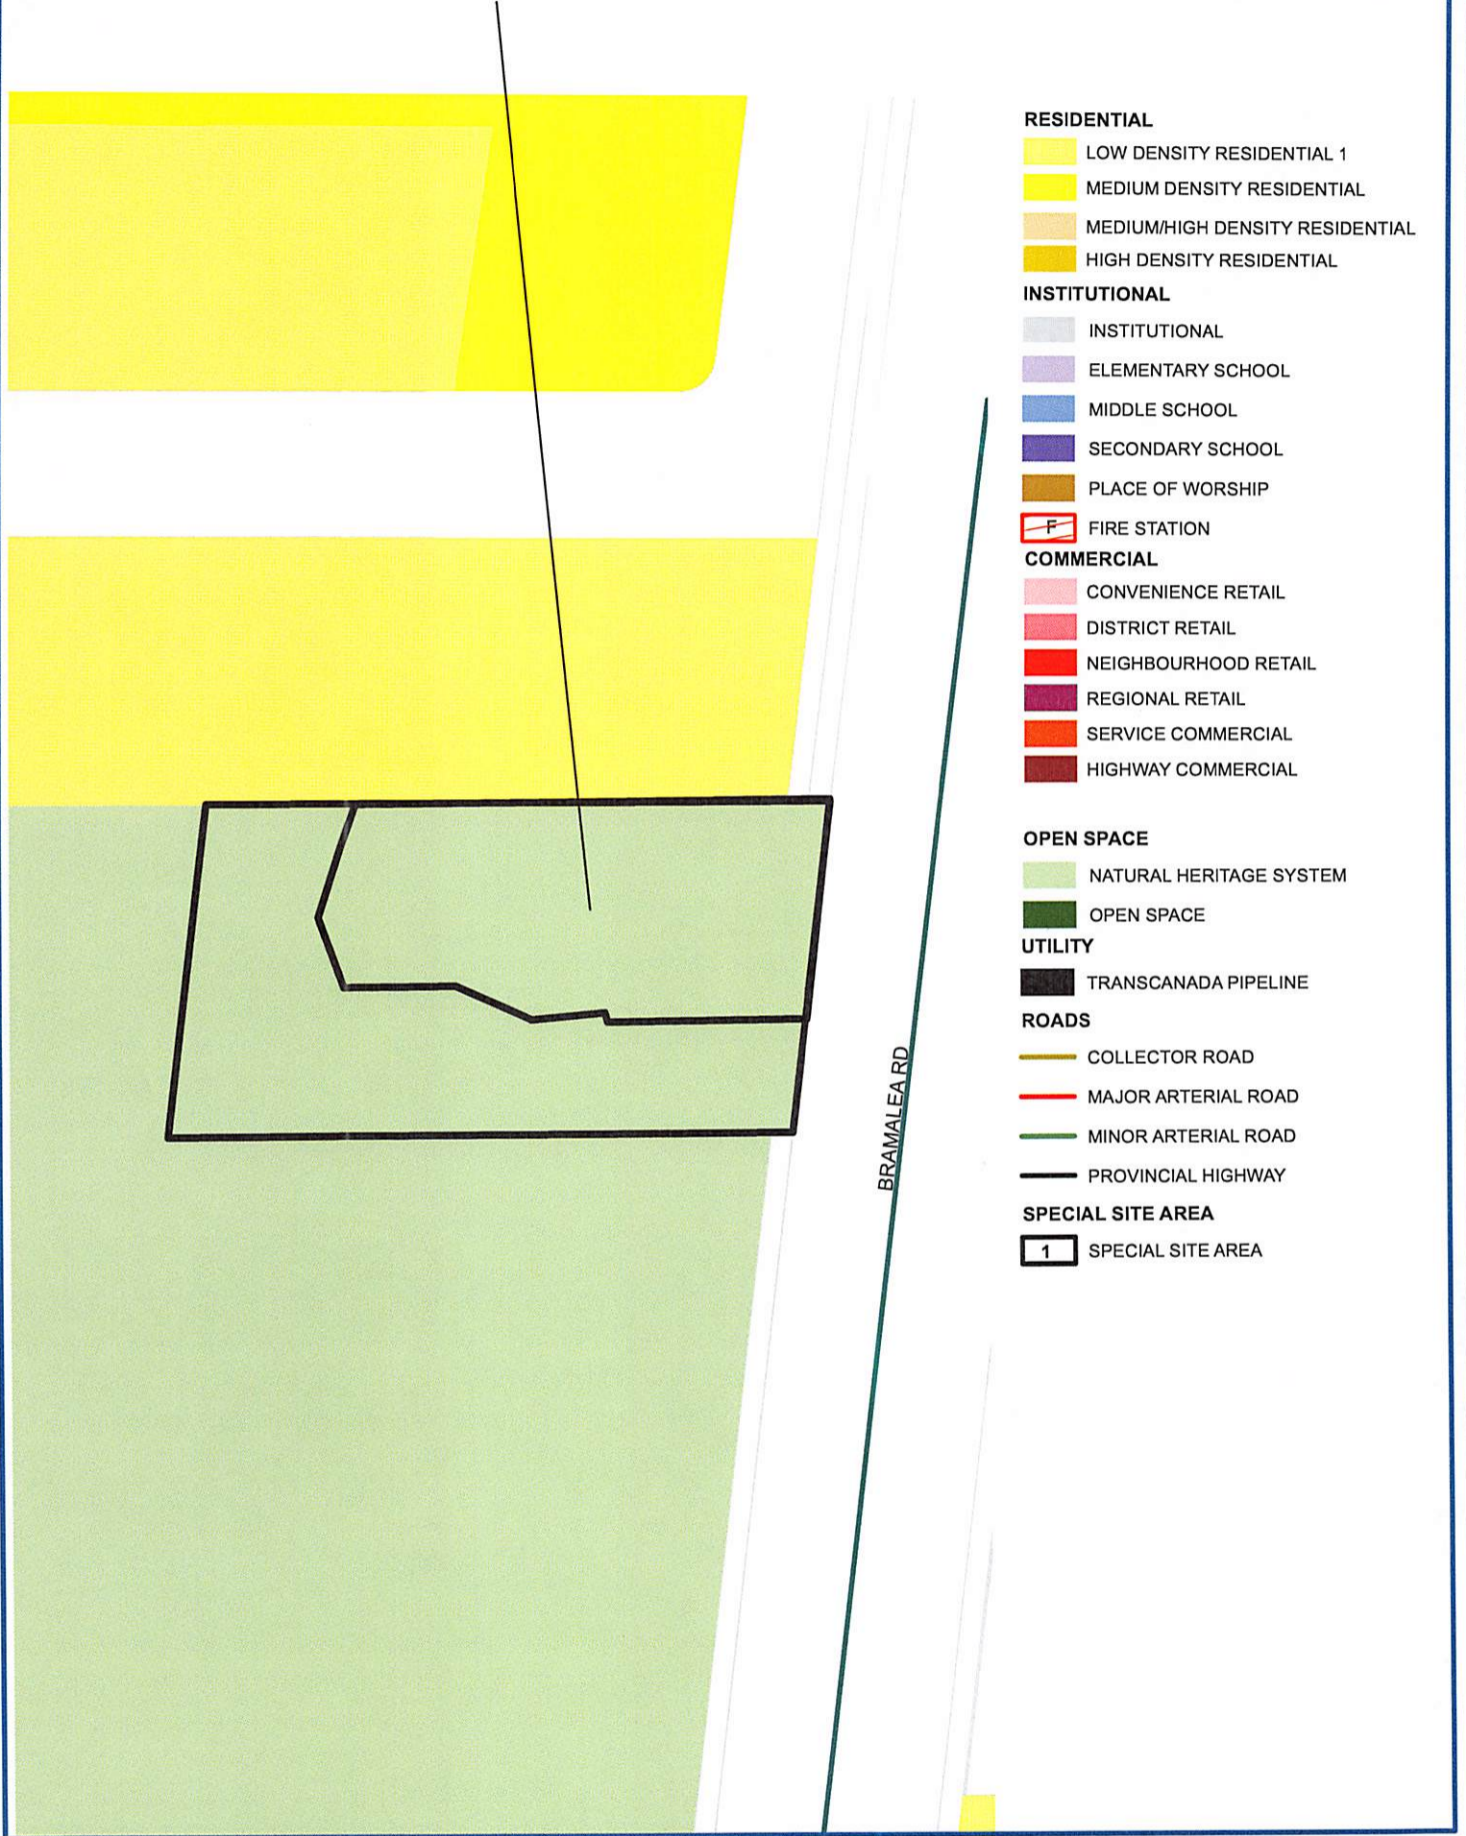 RESIDENTIAL
LOW DENSITY RESIDENTIAL 1
MEDIUM DENSITY RESIDENTIAL
MEDIUM/HIGH DENSITY RESIDENTIAL
HIGH DENSITY RESIDENTIAL
INSTITUTIONAL
INSTITUTIONAL
ELEMENTARY SCHOOL
MIDDLE SCHOOL
SECONDARY SCHOOL
PLACE OF WORSHIP
F FIRE STATION
COMMERCIAL
CONVENIENCE RETAIL
DISTRICT RETAIL
NEIGHBOURHOOD RETAIL
REGIONAL RETAIL
SERVICE COMMERCIAL
HIGHWAY COMMERCIAL
OPEN SPACE
NATURAL HERITAGE SYSTEM
OPEN SPACE
UTILITY
TRANSCANADA PIPELINE
ROADS
COLLECTOR ROAD
MAJOR ARTERIAL ROAD
MINOR ARTERIAL ROAD
PROVINCIAL HIGHWAY
SPECIAL SITE AREA
1 SPECIAL SITE AREA
BRAMALEA RD